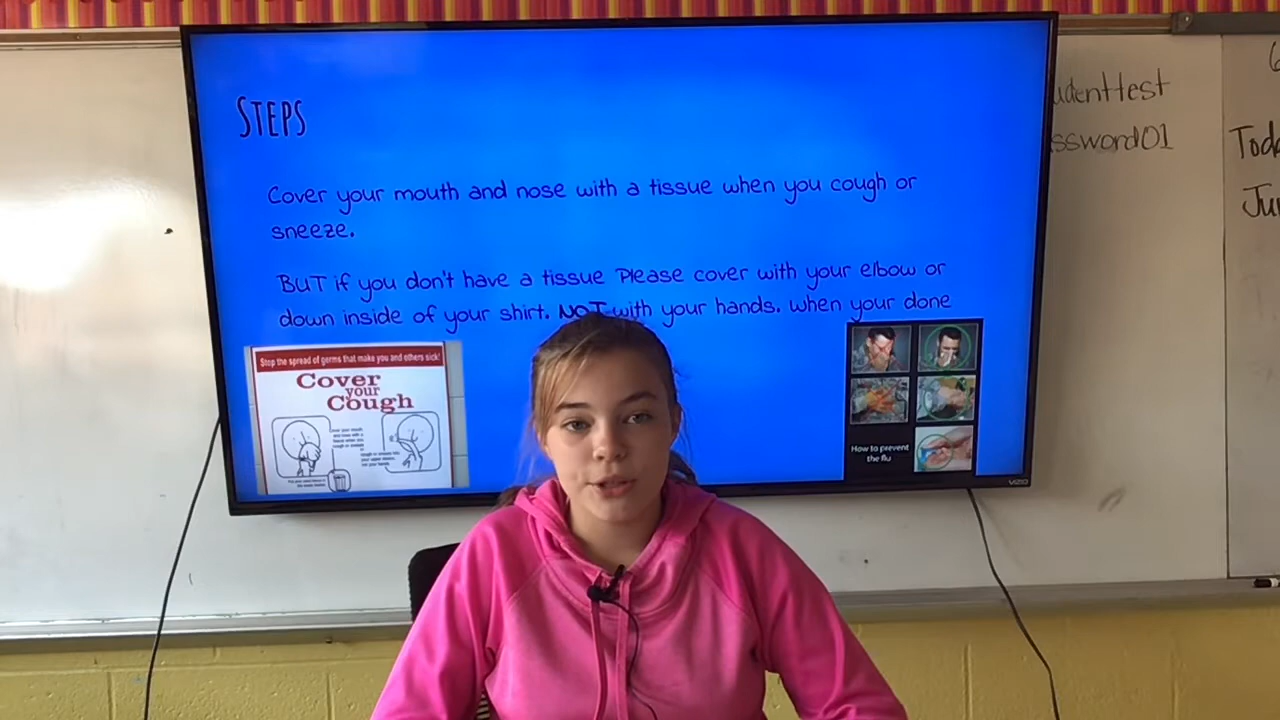 STEPS
Cover your mouth and nose with a tissue when you cough or
sneeze.
BUT if you don't have a tissue Please cover with your elbow or
down inside of your shirt. NOT with your hands. when your done
Stop the spread of germs that make you and others sick!
Cover
your
Cough
How to prevent
the flu
VIZIO
udenttest
ssword01
Toda
Ju